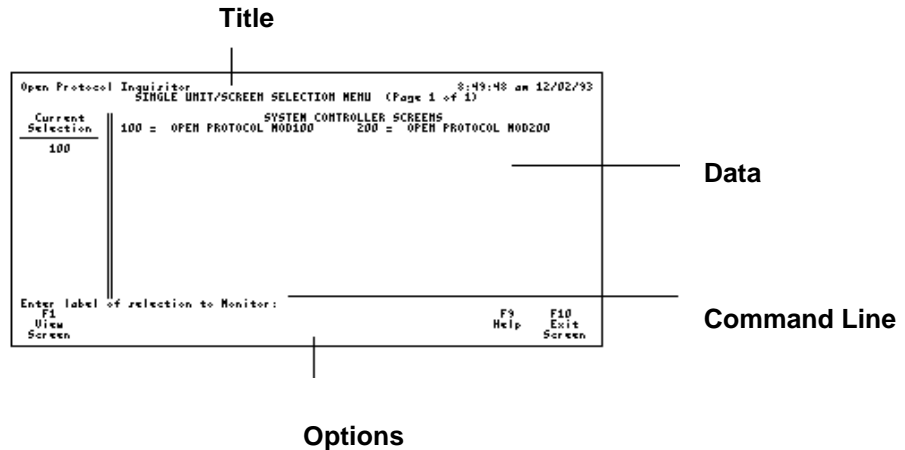 Title
Open Protocol Inquisitor 8:49:48 am 12/02/93
SINGLE UNIT/SCREEN SELECTION MENU (Page 1 of 1)
Current
Selection
100
SYSTEM CONTROLLER SCREENS
100 = OPEN PROTOCOL MOD100 200 = OPEN PROTOCOL MOD200
Data
Enter label of selection to Monitor:
Command Line
F1
View
Screen
F9
Help
F10
Exit
Screen
Options